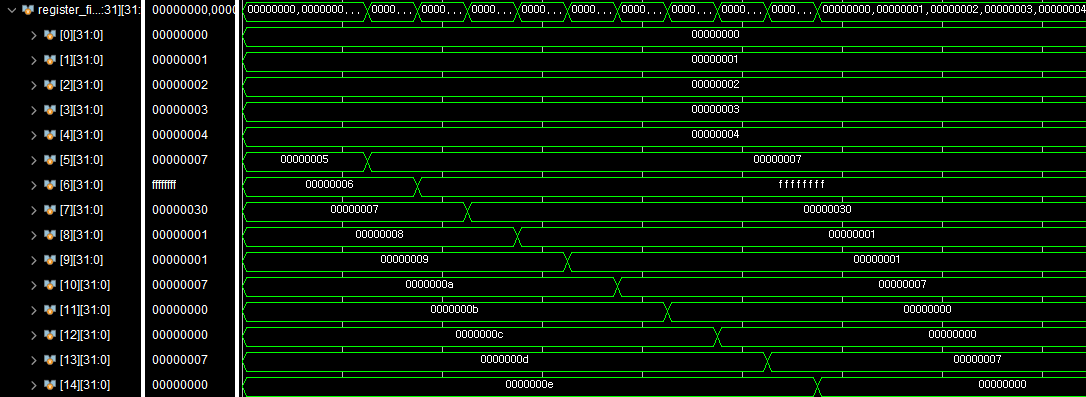 register_fi...:31][31: 00000000,0000 00000000,0000000... 0000... 0000... 0000... 0000... 0000... 0000... 0000... 0000... 0000... 00000000,00000001,00000002,00000003,00000004
[0][31:0] 00000000 00000000
[1][31:0] 00000001 00000001
[2][31:0] 00000002 00000002
[3][31:0] 00000003 00000003
[4][31:0] 00000004 00000004
[5][31:0] 00000007 00000005 00000007
[6][31:0] ffffffff 00000006 ffffffff
[7][31:0] 00000030 00000007 00000030
[8][31:0] 00000001 00000008 00000001
[9][31:0] 00000001 00000009 00000001
[10][31:0] 00000007 0000000a 00000007
[11][31:0] 00000000 0000000b 00000000
[12][31:0] 00000000 0000000c 00000000
[13][31:0] 00000007 0000000d 00000007
[14][31:0] 00000000 0000000e 00000000